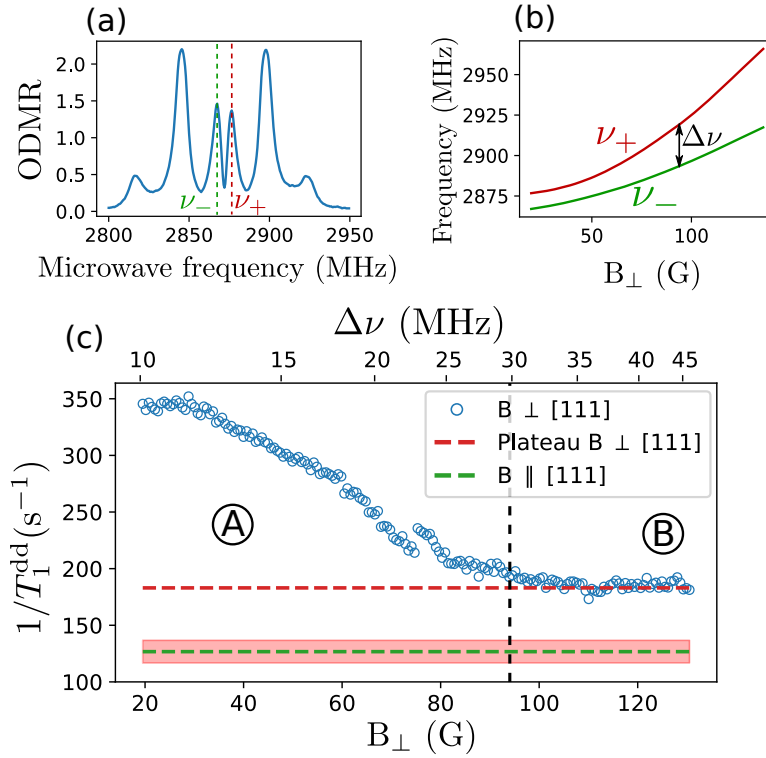 (a)
ODMR
2.0
1.5
1.0
0.5
0.0
ν₋
ν₊
2800 2850 2900 2950
Microwave frequency (MHz)
(b)
Frequency (MHz)
2950
2925
2900
2875
ν₊
Δν
ν₋
50 100
B⊥ (G)
(c)
Δν (MHz)
10 15 20 25 30 35 40 45
1/T₁ᵈᵈ(s⁻¹)
350
300
250
200
150
100
B ⊥ [111]
Plateau B ⊥ [111]
B ∥ [111]
A
B
20 40 60 80 100 120
B⊥ (G)